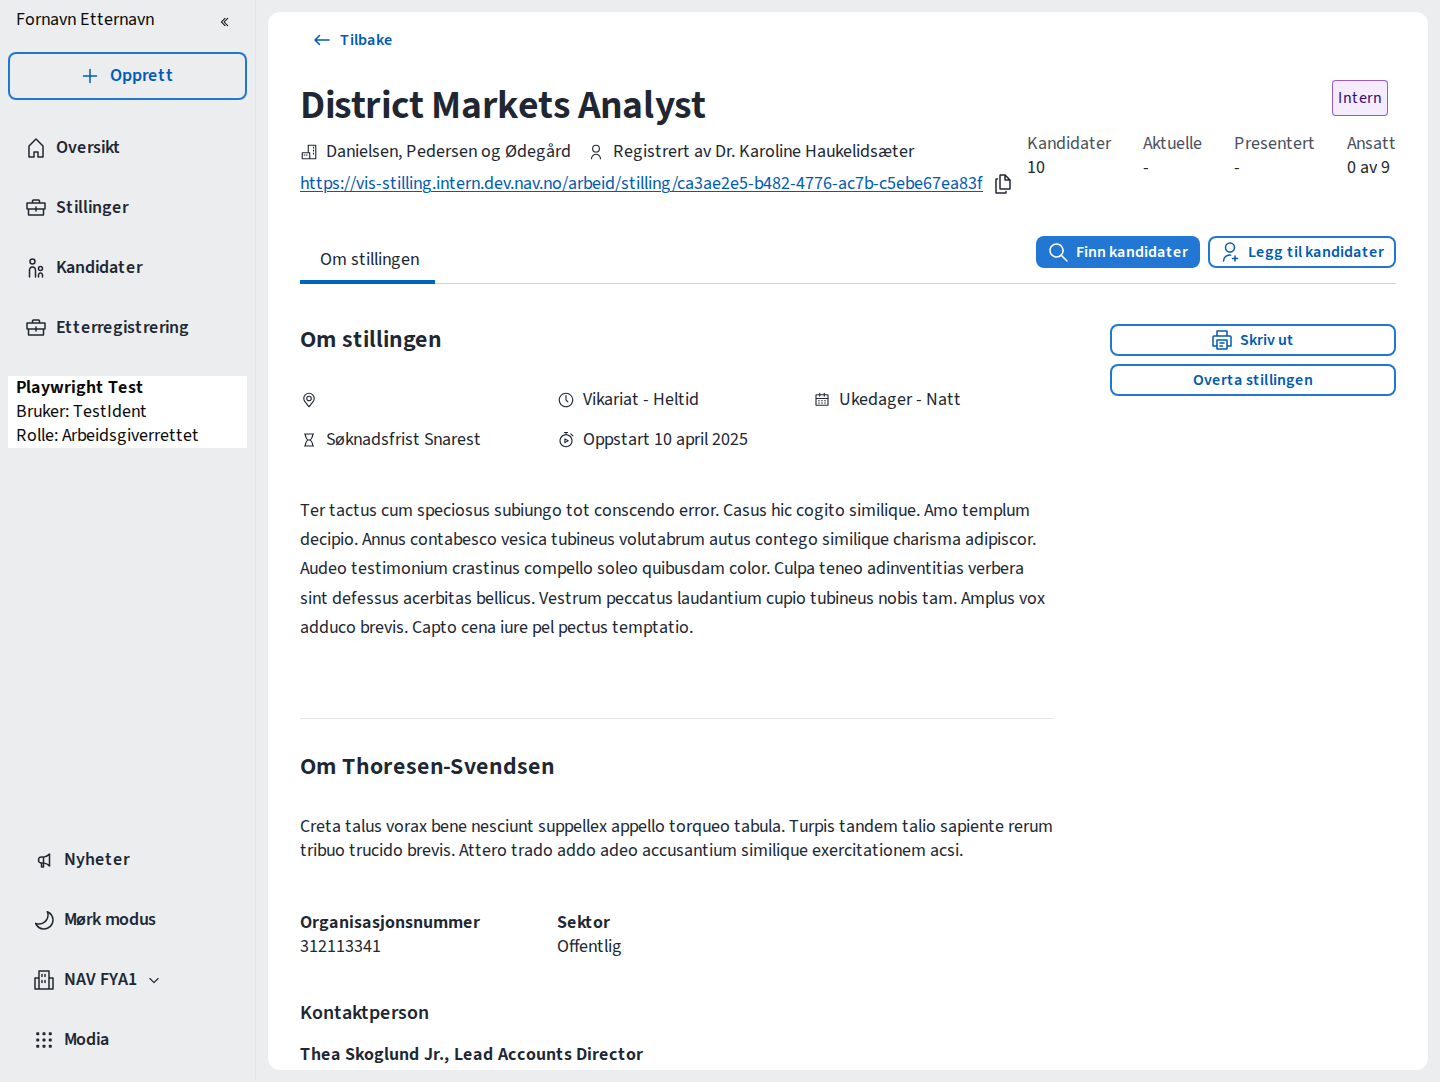 Fornavn Etternavn
Opprett
Oversikt
Stillinger
Kandidater
Etterregistrering
Playwright Test
Bruker: TestIdent
Rolle: Arbeidsgiverrettet
Nyheter
Mørk modus
NAV FYA1
Modia
Tilbake
District Markets Analyst
Intern
Danielsen, Pedersen og Ødegård Registrert av Dr. Karoline Haukelidsæter
https://vis-stilling.intern.dev.nav.no/arbeid/stilling/ca3ae2e5-b482-4776-ac7b-c5ebe67ea83f
Kandidater Aktuelle Presentert Ansatt
10 - - 0 av 9
Om stillingen
Finn kandidater Legg til kandidater
Om stillingen
Skriv ut
Overta stillingen
Vikariat - Heltid Ukedager - Natt
Søknadsfrist Snarest Oppstart 10 april 2025
Ter tactus cum speciosus subiungo tot conscendo error. Casus hic cogito similique. Amo templum
decipio. Annus contabesco vesica tubineus volutabrum autus contego similique charisma adipiscor.
Audeo testimonium crastinus compello soleo quibusdam color. Culpa teneo adinventitias verbera
sint defessus acerbitas bellicus. Vestrum peccatus laudantium cupio tubineus nobis tam. Amplus vox
adduco brevis. Capto cena iure pel pectus temptatio.
Om Thoresen-Svendsen
Creta talus vorax bene nesciunt suppellex appello torqueo tabula. Turpis tandem talio sapiente rerum
tribuo trucido brevis. Attero trado addo adeo accusantium similique exercitationem acsi.
Organisasjonsnummer Sektor
312113341 Offentlig
Kontaktperson
Thea Skoglund Jr., Lead Accounts Director